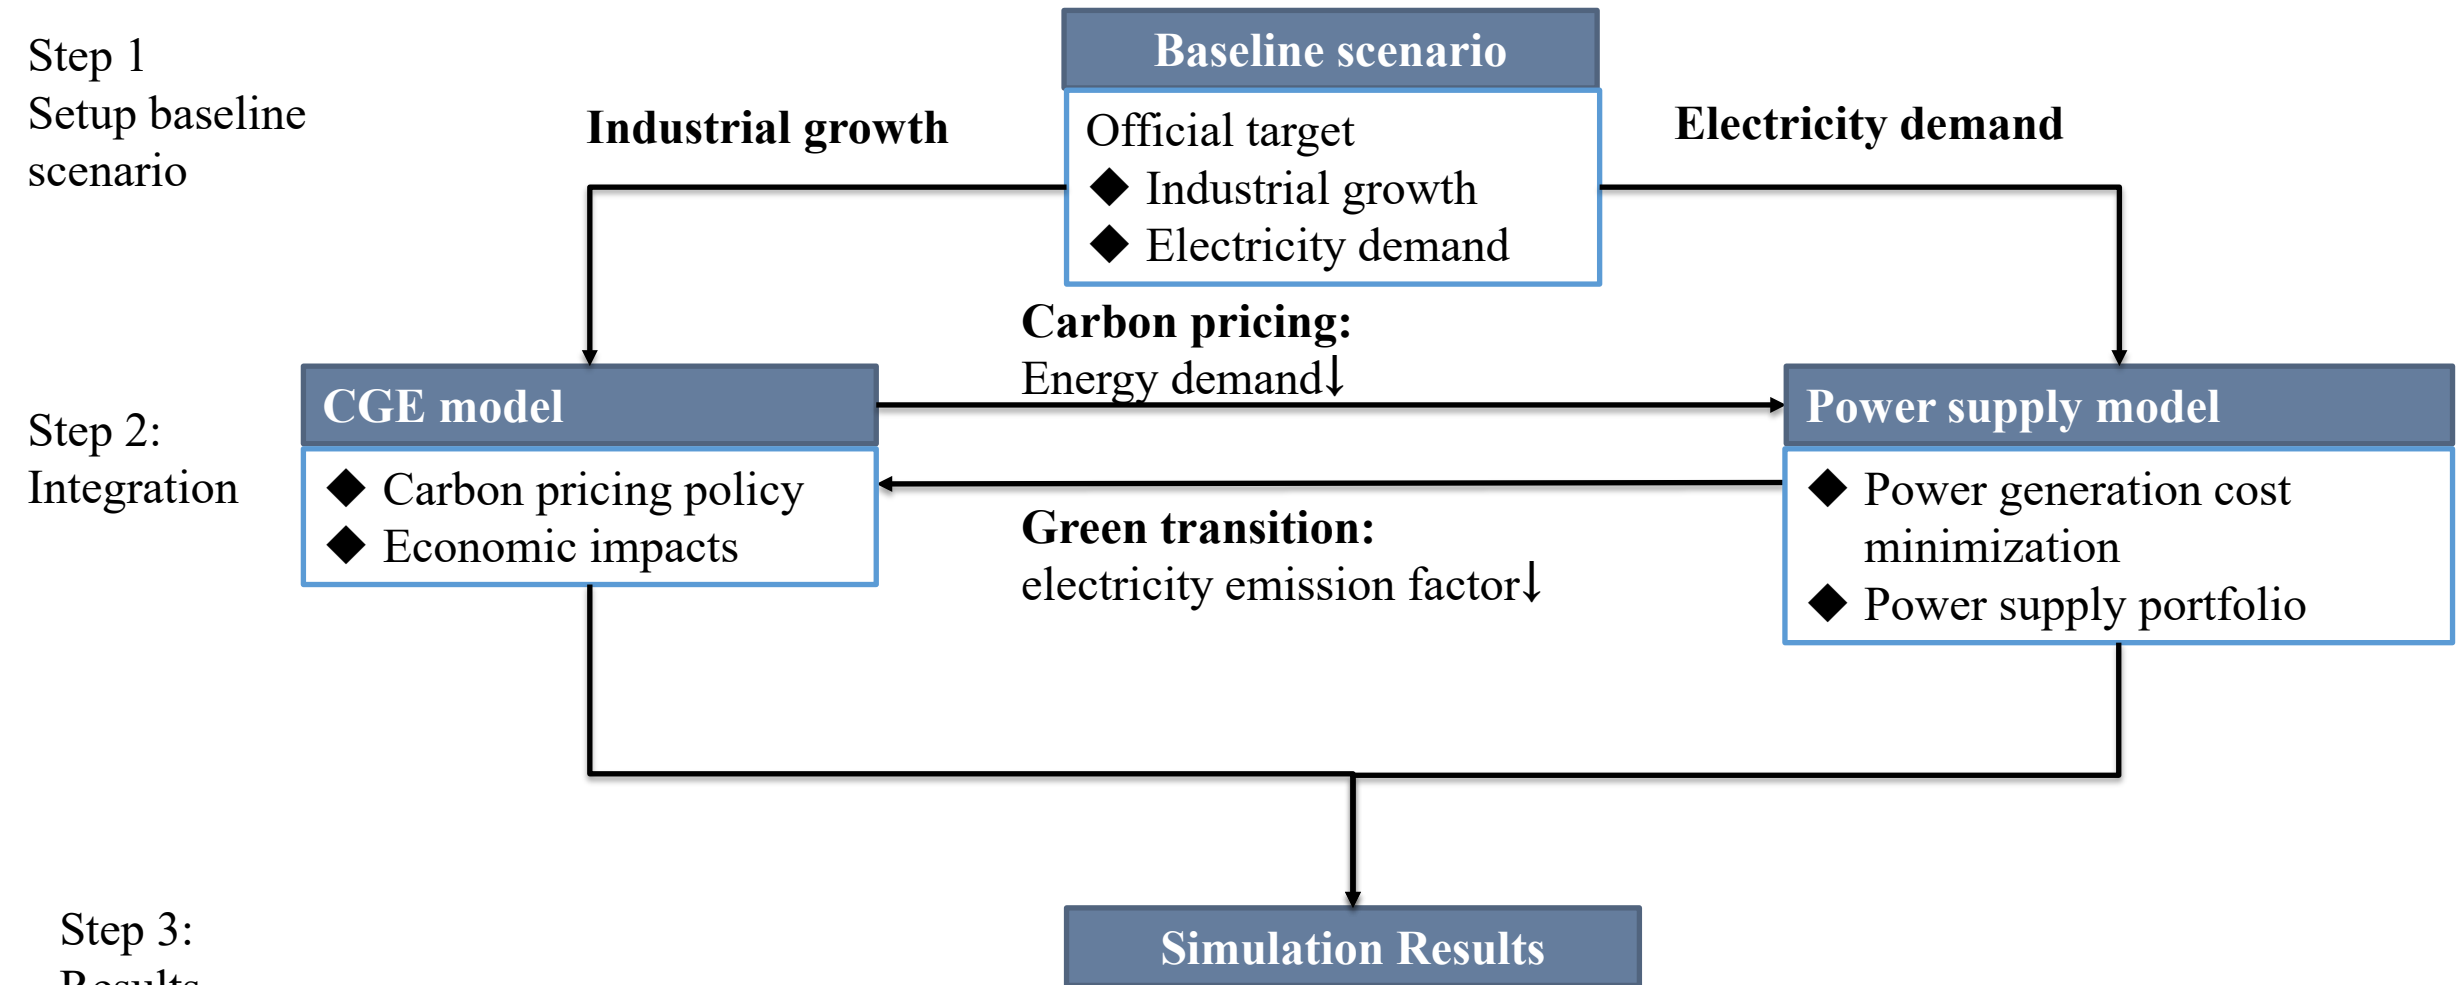 Step 1
Setup baseline
scenario
Baseline scenario
Official target
◆ Industrial growth
◆ Electricity demand
Industrial growth
Electricity demand
Carbon pricing:
Energy demand↓
Step 2:
Integration
CGE model
◆ Carbon pricing policy
◆ Economic impacts
Power supply model
◆ Power generation cost
minimization
◆ Power supply portfolio
Green transition:
electricity emission factor↓
Step 3:
Results
Simulation Results